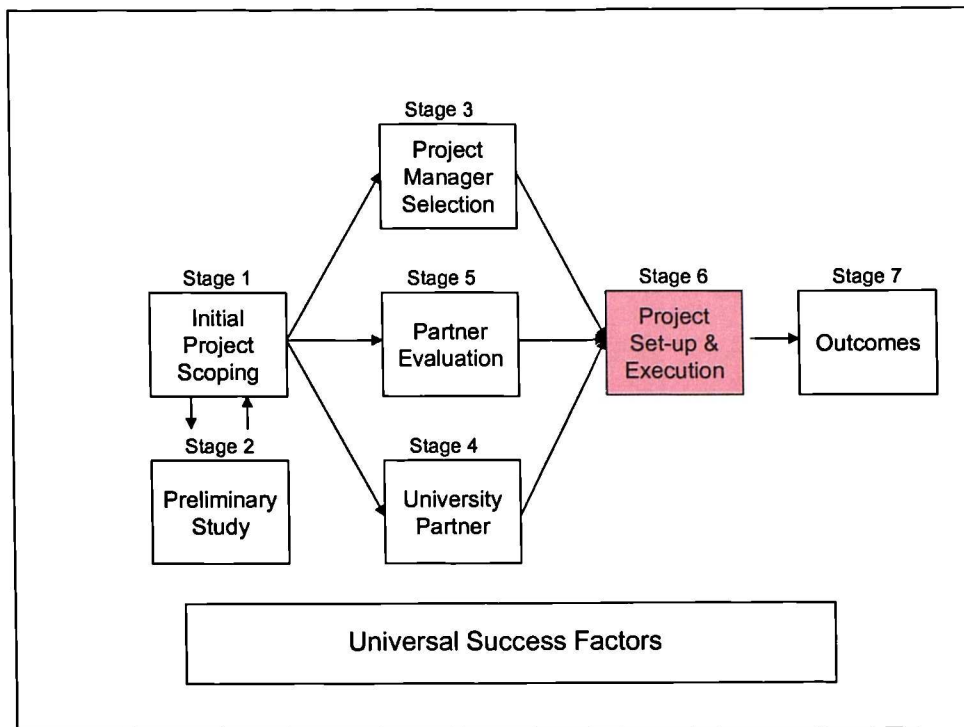 Stage 3
Project
Manager
Selection
Stage 1
Initial
Project
Scoping
Stage 5
Partner
Evaluation
Stage 6
Project
Set-up &
Execution
Stage 7
Outcomes
Stage 2
Preliminary
Study
Stage 4
University
Partner
Universal Success Factors